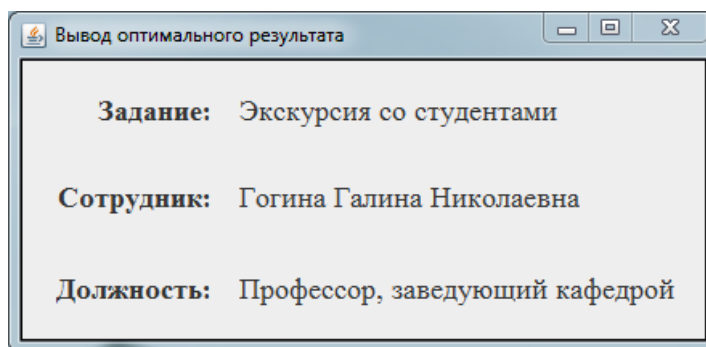 Вывод оптимального результата
Задание: Экскурсия со студентами
Сотрудник: Гогина Галина Николаевна
Должность: Профессор, заведующий кафедрой